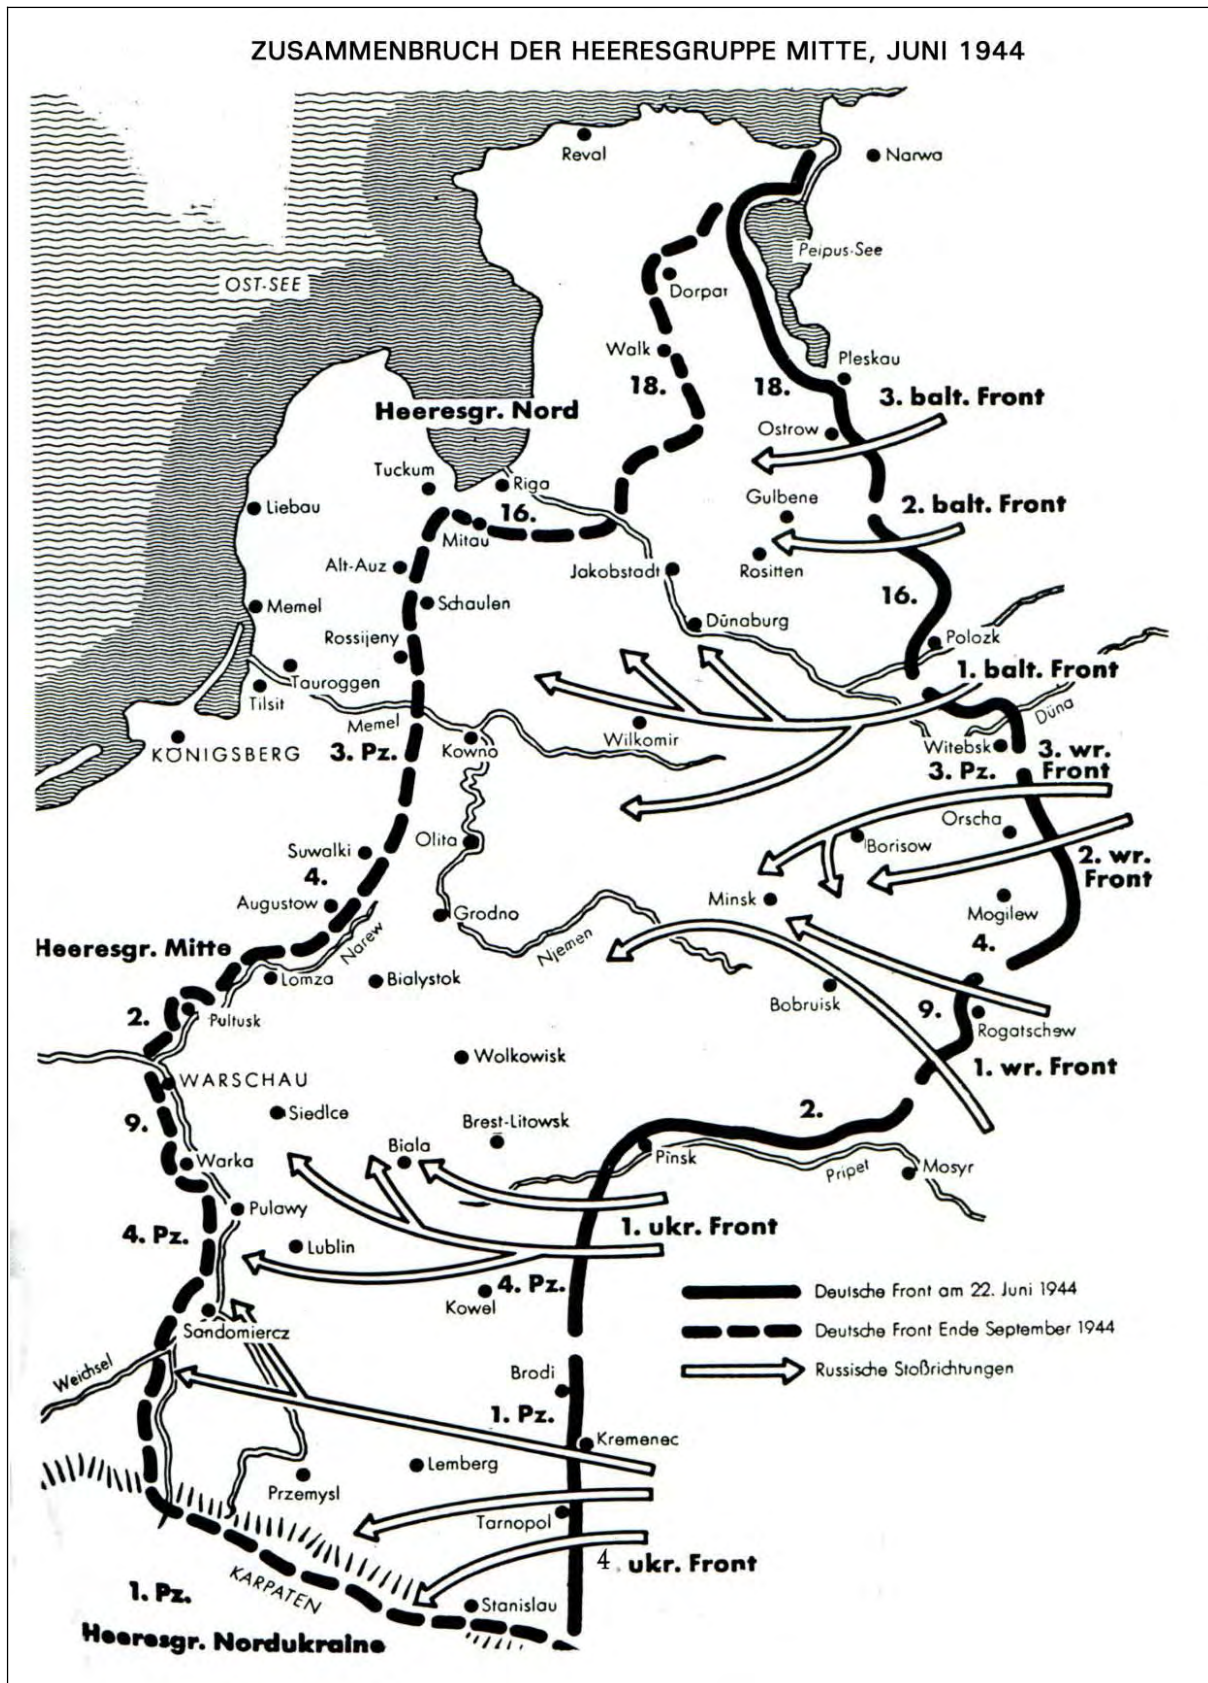 ZUSAMMENBRUCH DER HEERESGRUPPE MITTE, JUNI 1944
Reval
Narwa
Peipus-See
OST-SEE
Dorpat
Walk
Pleskau
18.
18.
3. balt. Front
Heeresgr. Nord
Ostrow
Tuckum
Riga
Gulbene
2. balt. Front
Liebau
16.
Mitau
Alt-Auz
Jakobstadt
Rositten
16.
Memel
Schaulen
Dünaburg
Rossijeny
Polozk
1. balt. Front
Tauroggen
Tilsit
Memel
Düna
KÖNIGSBERG
3. Pz.
Kowno
Wilkomir
Witebsk
3. wr.
Front
3. Pz.
Orscha
Olita
Borisow
Suwalki
2. wr.
Front
4.
Augustow
Minsk
Mogilew
Grodno
Heeresgr. Mitte
Narew
Njemen
4.
Lomza
Bialystok
Bobruisk
2.
Pultusk
9.
Rogatschew
Wolkowisk
1. wr. Front
WARSCHAU
Siedlce
2.
9.
Brest-Litowsk
Biala
Pinsk
Warka
Pripet
Mosyr
Pulawy
1. ukr. Front
4. Pz.
Lublin
4. Pz.
Kowel
Deutsche Front am 22. Juni 1944
Sandomiercz
Deutsche Front Ende September 1944
Weichsel
Russische Stoßrichtungen
Brodi
1. Pz.
Kremenec
Lemberg
Przemysl
Tarnopol
4. ukr. Front
KARPATEN
1. Pz.
Stanislau
Heeresgr. Nordukraine